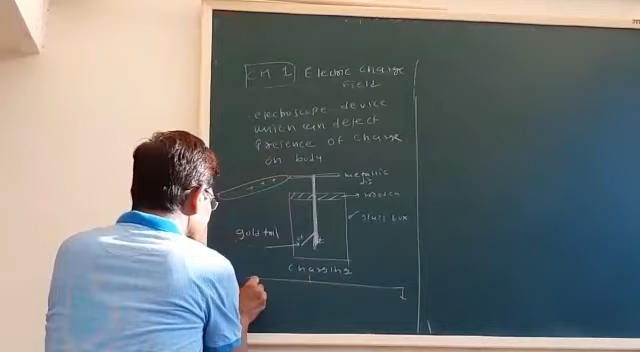 CH 1 Electric charge
Field
electroscope device
which can detect
Presence of charge
on body
metallic
dis
wooden
glass box
gold foil
charging